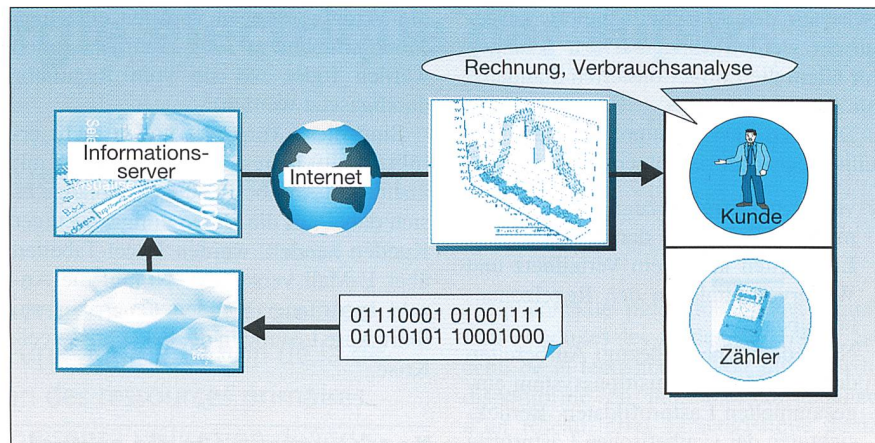 Rechnung, Verbrauchsanalyse
Informations-
server
Internet
Kunde
01110001 01001111
01010101 10001000
Zähler